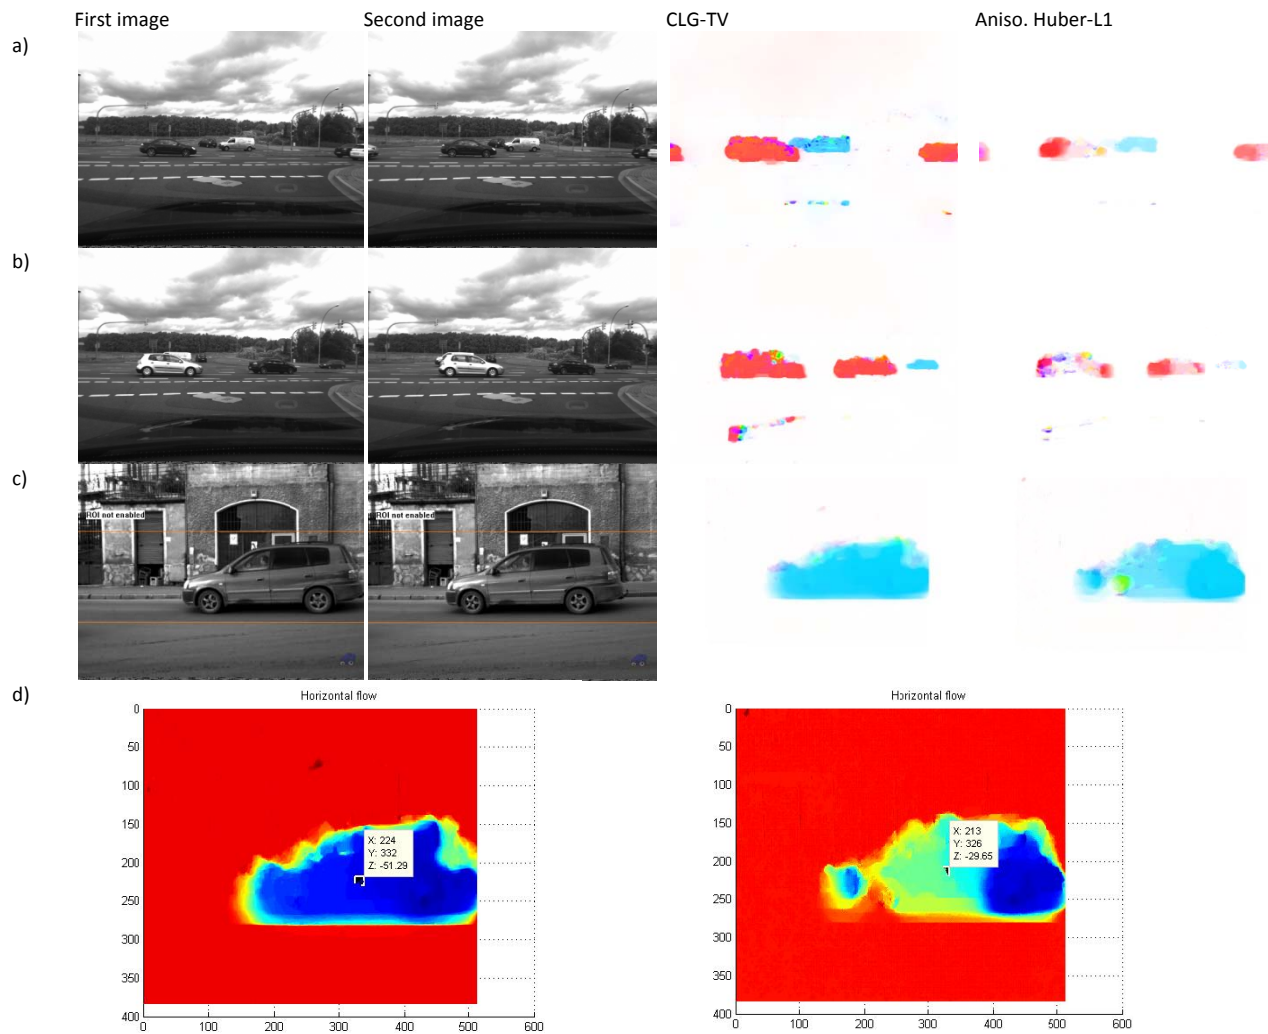 First image Second image CLG-TV Aniso. Huber-L1
a)
b)
c)
ROI not enabled ROI not enabled
d)
Horizontal flow Horizontal flow
0 0
50 50
100 100
150 150
X: 224 X: 213
Y: 332 Y: 326
Z: -51.29 Z: -29.65
200 200
250 250
300 300
350 350
400 400
0 100 200 300 400 500 600 0 100 200 300 400 500 600